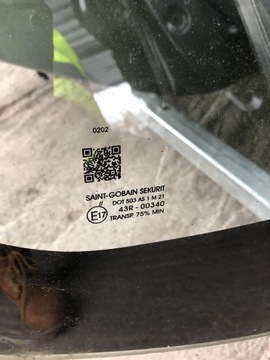 0202
SAINT-GOBAIN SEKURIT
// DOT 503 AS 1 M 21
E17 43R - 00340
TRANSP. 75% MIN